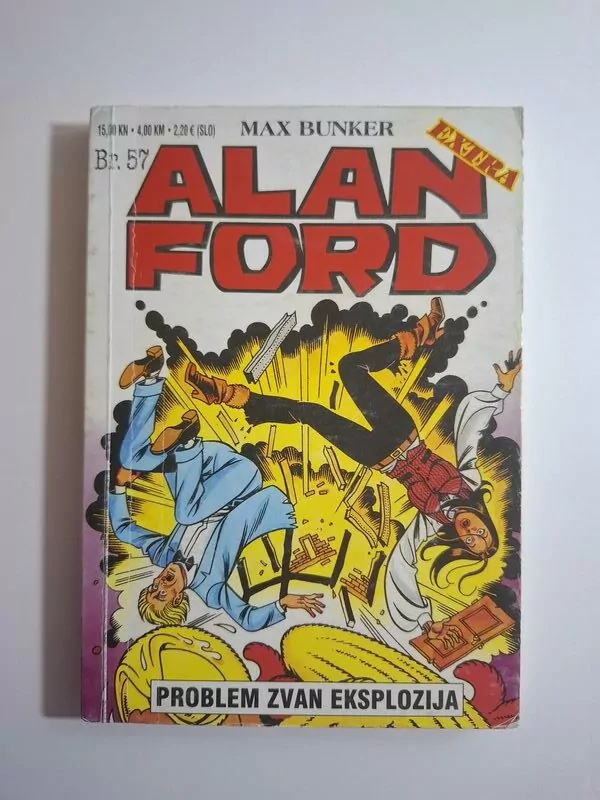 15,00 KN • 4,00 KM • 2.20 € (SLO)
MAX BUNKER
EXTRA
Br. 57
ALAN
FORD
PROBLEM ZVAN EKSPLOZIJA